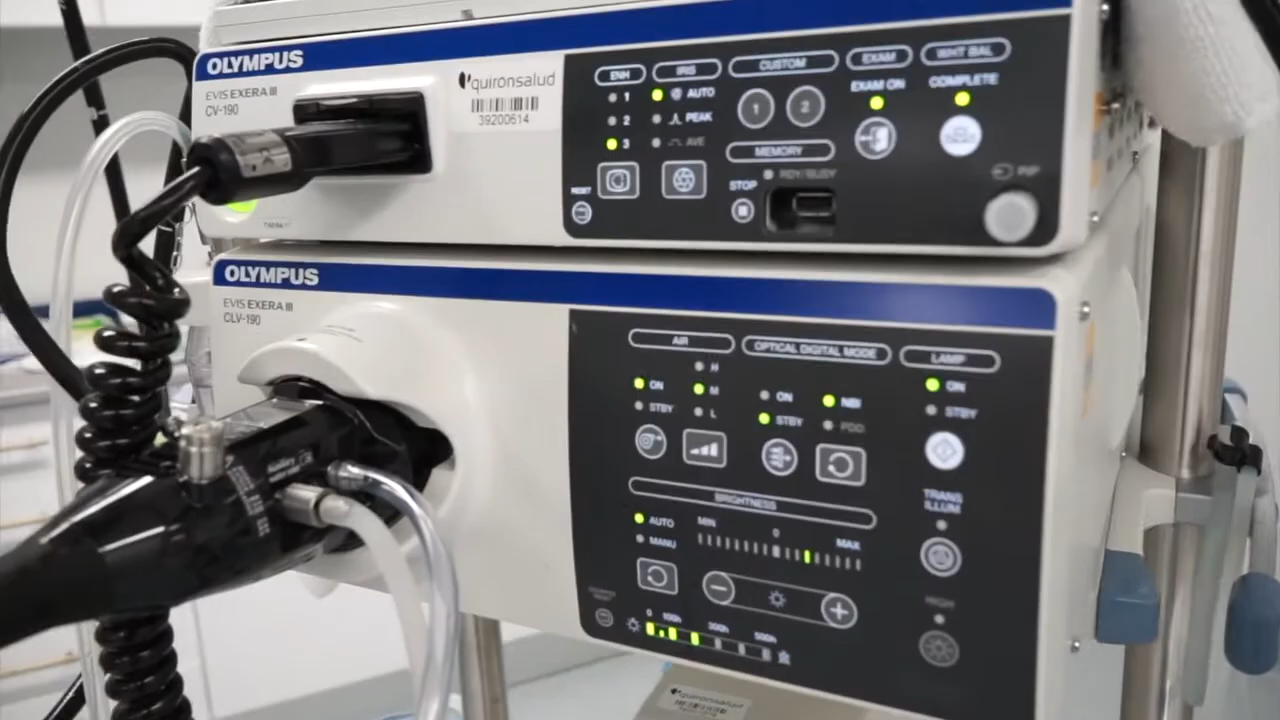 OLYMPUS
EVIS EXERA III
CV-190
quirónsalud
39200614
ENH
IRIS
CUSTOM
EXAM
WHT BAL
1
AUTO
1
2
EXAM ON
COMPLETE
2
PEAK
3
AVE
MEMORY
RDY/BUSY
RESET
STOP
PIP
OLYMPUS
EVIS EXERA III
CLV-190
AIR
OPTICAL DIGITAL MODE
LAMP
H
ON
M
ON
NBI
ON
STBY
L
STBY
PDD
STBY
BRIGHTNESS
TRANS
ILLUM
AUTO
MIN
0
MAX
MANU
HIGH
0
100h
300h
500h
quirónsalud